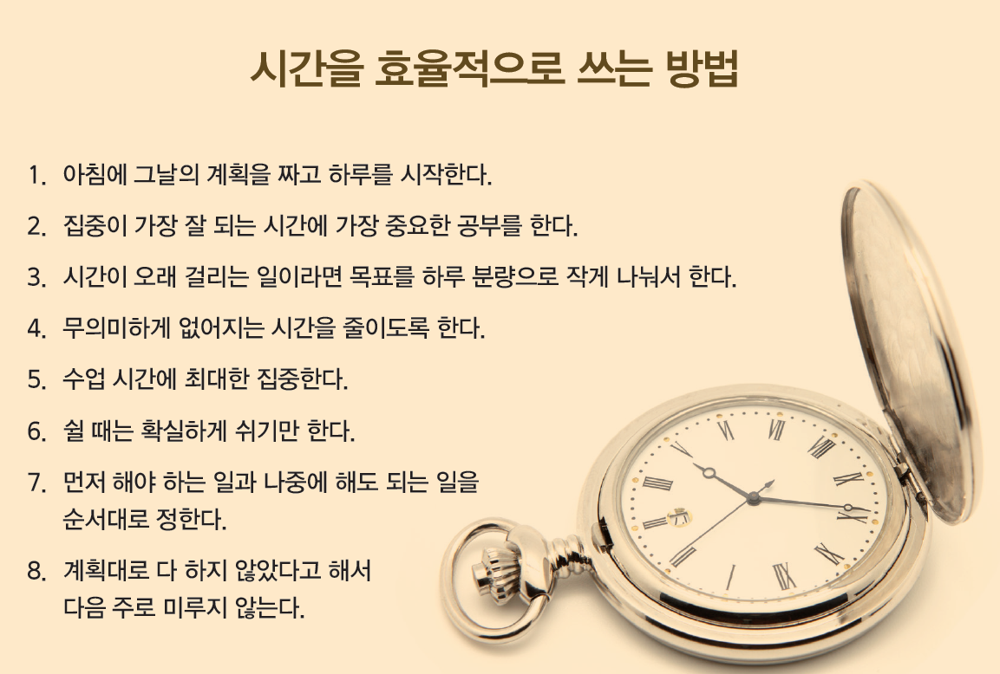 시간을 효율적으로 쓰는 방법
1. 아침에 그날의 계획을 짜고 하루를 시작한다.
2. 집중이 가장 잘 되는 시간에 가장 중요한 공부를 한다.
3. 시간이 오래 걸리는 일이라면 목표를 하루 분량으로 작게 나눠서 한다.
4. 무의미하게 없어지는 시간을 줄이도록 한다.
5. 수업 시간에 최대한 집중한다.
6. 쉴 때는 확실하게 쉬기만 한다.
7. 먼저 해야 하는 일과 나중에 해도 되는 일을
순서대로 정한다.
8. 계획대로 다 하지 않았다고 해서
다음 주로 미루지 않는다.